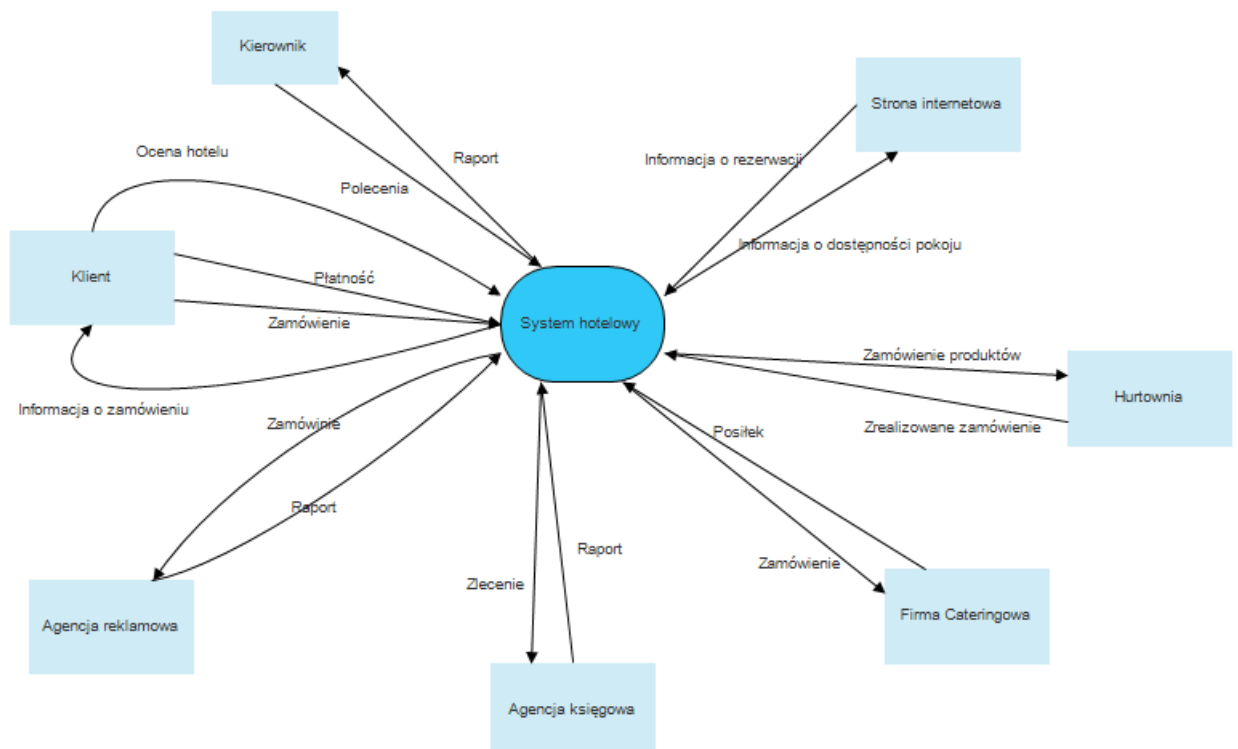 Kierownik
Strona internetowa
Ocena hotelu
Raport
Informacja o rezerwacji
Polecenia
Informacja o dostępności pokoju
Klient
Płatność
Zamówienie
System hotelowy
Zamówienie produktów
Hurtownia
Informacja o zamówieniu
Zamówinie
Zrealizowane zamówienie
Posiłek
Raport
Raport
Zamówienie
Zlecenie
Firma Cateringowa
Agencja reklamowa
Agencja księgowa